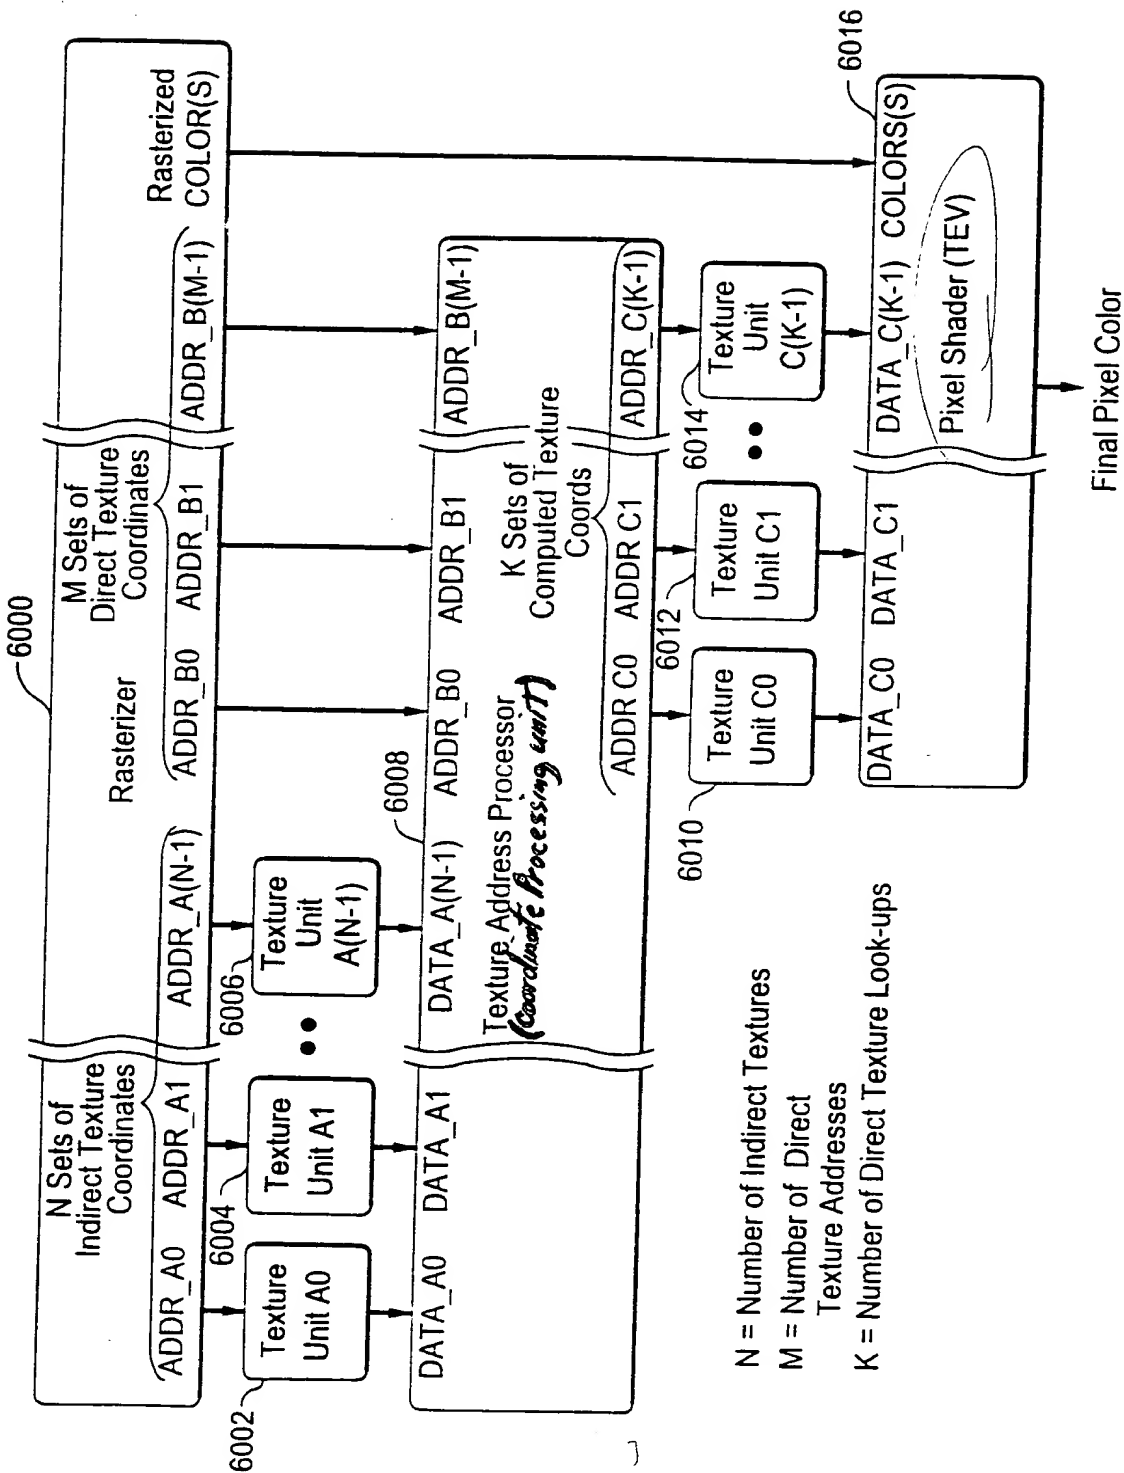 6000
N Sets of
Indirect Texture
Coordinates
Rasterizer
M Sets of
Direct Texture
Coordinates
Rasterized
COLOR(S)
ADDR_A0
ADDR_A1
ADDR_A(N-1)
ADDR_B0
ADDR_B1
ADDR_B(M-1)
6002
Texture
Unit A0
6004
Texture
Unit A1
6006
Texture
Unit
A(N-1)
6008
DATA_A0
DATA_A1
DATA_A(N-1)
ADDR_B0
ADDR_B1
ADDR_B(M-1)
Texture Address Processor
(Coordinate Processing unit)
K Sets of
Computed Texture
Coords
ADDR C0
ADDR C1
ADDR_C(K-1)
6010
Texture
Unit C0
6012
Texture
Unit C1
6014
Texture
Unit
C(K-1)
6016
DATA_C0
DATA_C1
DATA_C(K-1)
COLORS(S)
Pixel Shader (TEV)
Final Pixel Color
N = Number of Indirect Textures
M = Number of Direct
Texture Addresses
K = Number of Direct Texture Look-ups